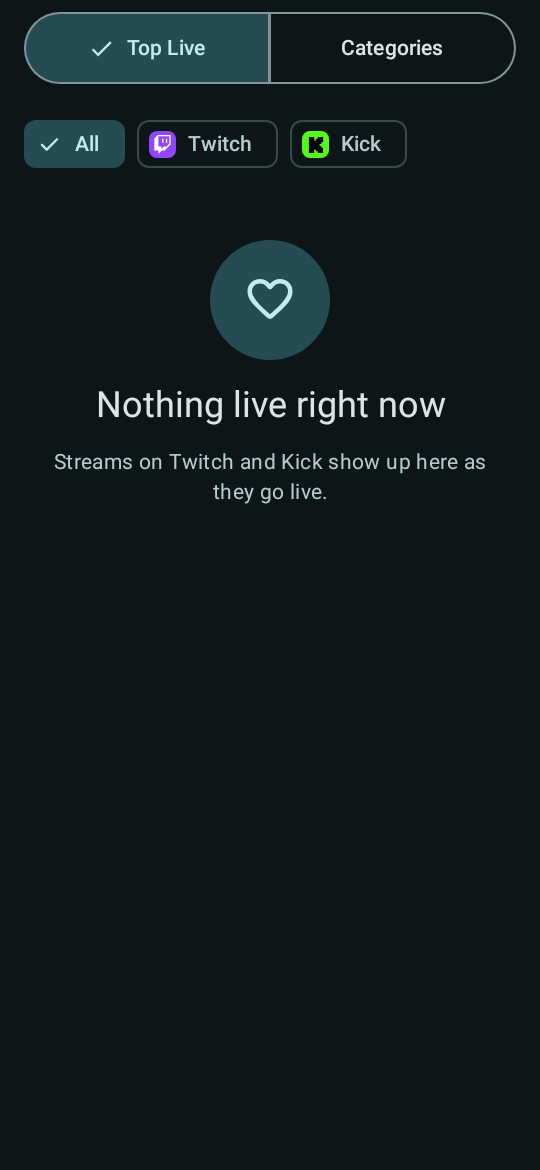 Top Live
Categories
All
Twitch
Kick
Nothing live right now
Streams on Twitch and Kick show up here as
they go live.